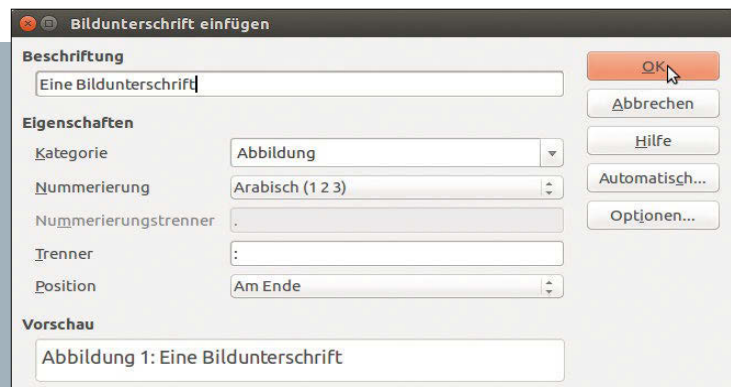 Bildunterschrift einfügen
Beschriftung
Eine Bildunterschrift
OK
Abbrechen
Hilfe
Automatisch...
Optionen...
Eigenschaften
Kategorie Abbildung
Nummerierung Arabisch (1 2 3)
Nummerierungstrenner .
Trenner :
Position Am Ende
Vorschau
Abbildung 1: Eine Bildunterschrift